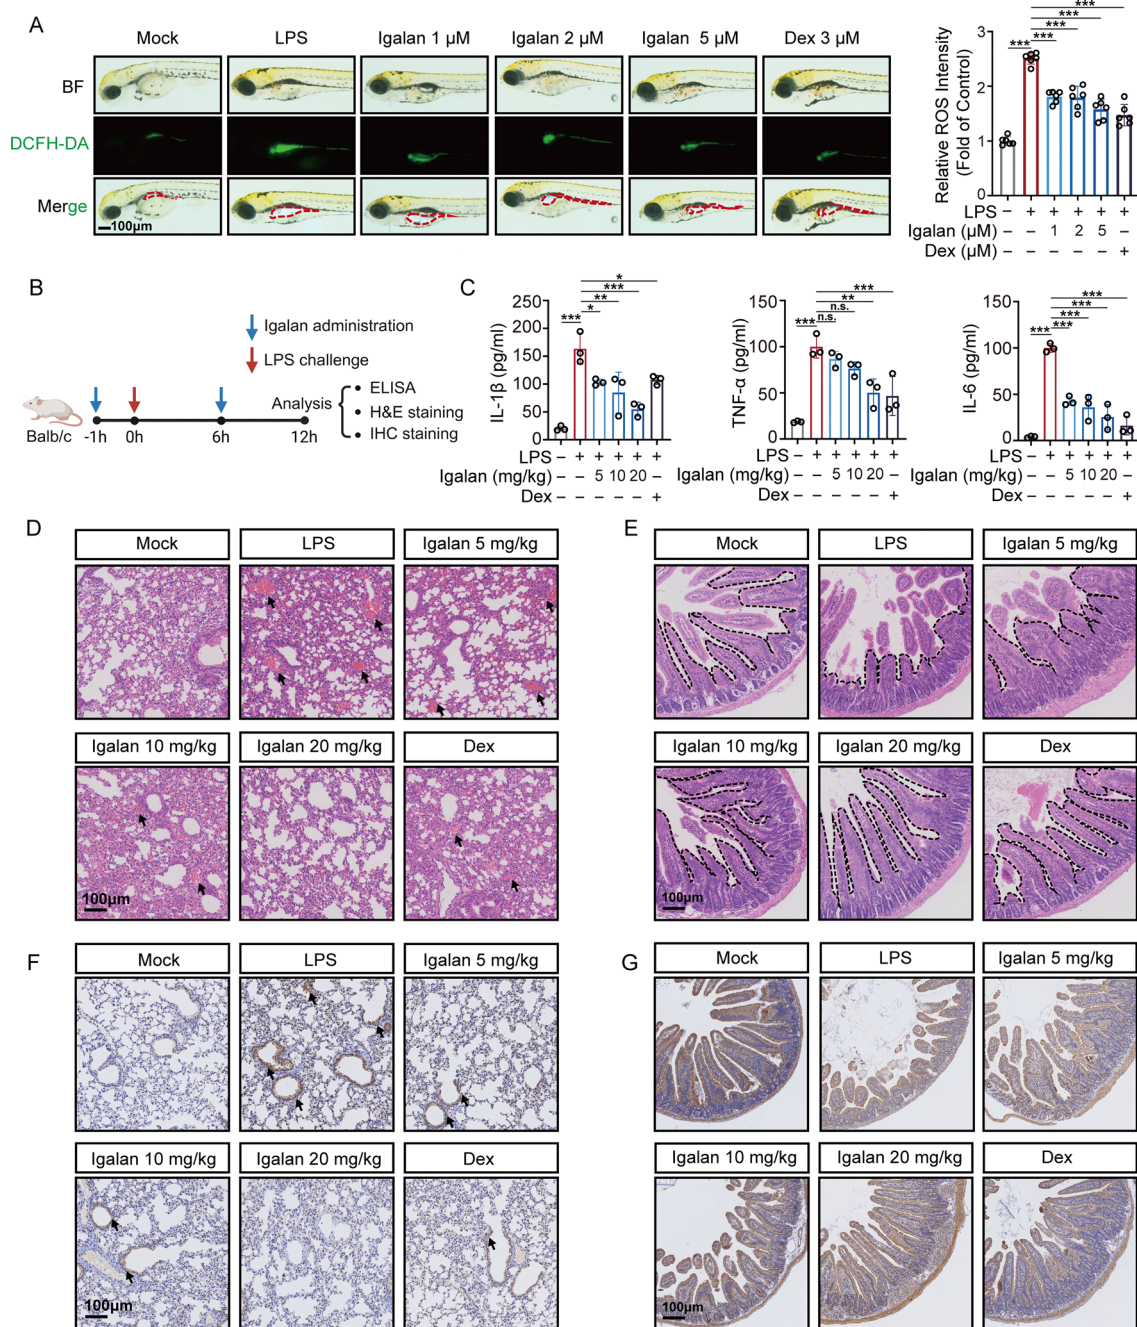 A
Mock LPS Igalan 1 μM Igalan 2 μM Igalan 5 μM Dex 3 μM
BF
DCFH-DA
Merge
100μm
Relative ROS Intensity
(Fold of Control)
3
2
1
0
*** *** *** *** ***
– + + + + + LPS
– – 1 2 5 – Igalan (μM)
– – – – – + Dex (μM)
B
Igalan administration
LPS challenge
Balb/c -1h 0h 6h 12h
Analysis
ELISA
H&E staining
IHC staining
C
IL-1β (pg/ml)
250
200
150
100
50
0
*** * ** *** *
LPS – + + + + +
Igalan (mg/kg) – – 5 10 20 –
Dex – – – – – +
TNF-α (pg/ml)
150
100
50
0
*** n.s. n.s. ** ***
LPS – + + + + +
Igalan (mg/kg) – – 5 10 20 –
Dex – – – – – +
IL-6 (pg/ml)
150
100
50
0
*** *** *** *** ***
LPS – + + + + +
Igalan (mg/kg) – – 5 10 20 –
Dex – – – – – +
D
Mock LPS Igalan 5 mg/kg
Igalan 10 mg/kg Igalan 20 mg/kg Dex
100μm
E
Mock LPS Igalan 5 mg/kg
Igalan 10 mg/kg Igalan 20 mg/kg Dex
100μm
F
Mock LPS Igalan 5 mg/kg
Igalan 10 mg/kg Igalan 20 mg/kg Dex
100μm
G
Mock LPS Igalan 5 mg/kg
Igalan 10 mg/kg Igalan 20 mg/kg Dex
100μm